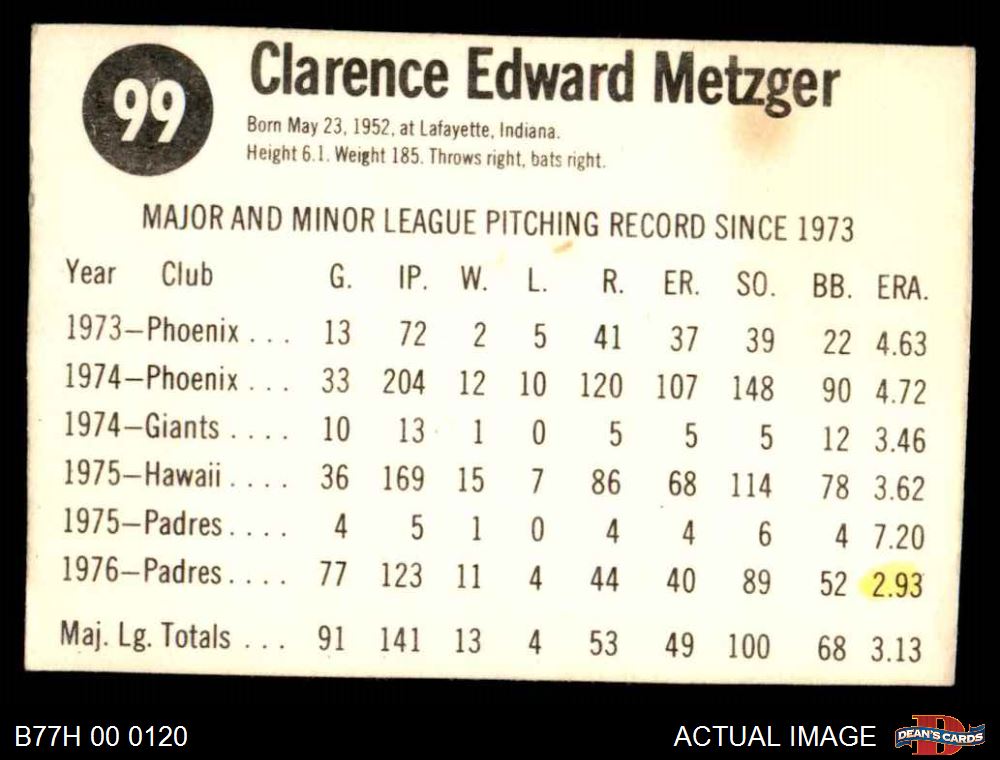 99
Clarence Edward Metzger
Born May 23, 1952, at Lafayette, Indiana.
Height 6.1. Weight 185. Throws right, bats right.
MAJOR AND MINOR LEAGUE PITCHING RECORD SINCE 1973
Year Club G. IP. W. L. R. ER. SO. BB. ERA.
1973—Phoenix . . . 13 72 2 5 41 37 39 22 4.63
1974—Phoenix . . . 33 204 12 10 120 107 148 90 4.72
1974—Giants . . . . 10 13 1 0 5 5 5 12 3.46
1975—Hawaii . . . . 36 169 15 7 86 68 114 78 3.62
1975—Padres . . . . 4 5 1 0 4 4 6 4 7.20
1976—Padres . . . . 77 123 11 4 44 40 89 52 2.93
Maj. Lg. Totals . . . 91 141 13 4 53 49 100 68 3.13
B77H 00 0120
ACTUAL IMAGE
D
DEAN'S CARDS